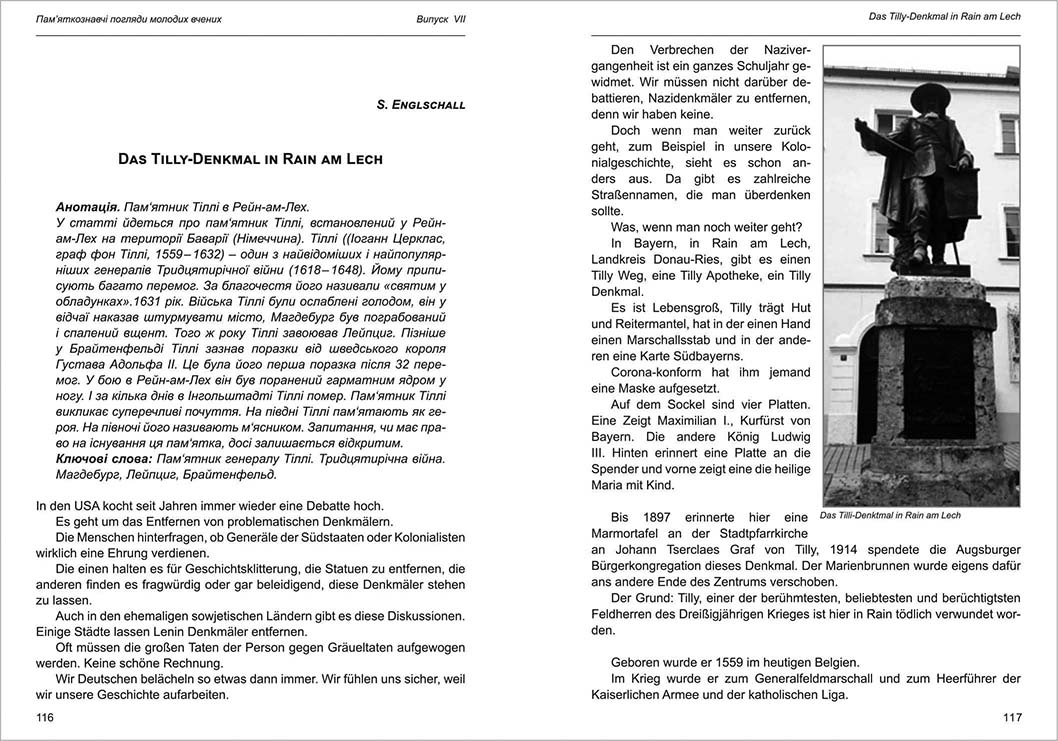 Пам'яткознавчі погляди молодих вчених Випуск VII
S. Englschall
Das Tilly-Denkmal in Rain am Lech
Анотація. Пам'ятник Тіллі в Рейн-ам-Лех.
У статті йдеться про пам'ятник Тіллі, встановлений у Рейн-
ам-Лех на території Баварії (Німеччина). Тіллі ((Іоганн Церклас,
граф фон Тіллі, 1559–1632) – один з найвідоміших і найпопуляр-
ніших генералів Тридцятирічної війни (1618–1648). Йому припи-
сують багато перемог. За благочестя його називали «святим у
обладунках».1631 рік. Війська Тіллі були ослаблені голодом, він у
відчаї наказав штурмувати місто, Магдебург був пограбований
і спалений вщент. Того ж року Тіллі завоював Лейпциг. Пізніше
у Брайтенфельді Тіллі зазнав поразки від шведського короля
Густава Адольфа II. Це була його перша поразка після 32 пере-
мог. У бою в Рейн-ам-Лех він був поранений гарматним ядром у
ногу. І за кілька днів в Інгольштадті Тіллі помер. Пам'ятник Тіллі
викликає суперечливі почуття. На півдні Тіллі пам'ятають як ге-
роя. На півночі його називають м'ясником. Запитання, чи має пра-
во на існування ця пам'ятка, досі залишається відкритим.
Ключові слова: Пам'ятник генералу Тіллі. Тридцятирічна війна.
Магдебург, Лейпциг, Брайтенфельд.
In den USA kocht seit Jahren immer wieder eine Debatte hoch.
Es geht um das Entfernen von problematischen Denkmälern.
Die Menschen hinterfragen, ob Generäle der Südstaaten oder Kolonialisten
wirklich eine Ehrung verdienen.
Die einen halten es für Geschichtsklitterung, die Statuen zu entfernen, die
anderen finden es fragwürdig oder gar beleidigend, diese Denkmäler stehen
zu lassen.
Auch in den ehemaligen sowjetischen Ländern gibt es diese Diskussionen.
Einige Städte lassen Lenin Denkmäler entfernen.
Oft müssen die großen Taten der Person gegen Gräueltaten aufgewogen
werden. Keine schöne Rechnung.
Wir Deutschen belächeln so etwas dann immer. Wir fühlen uns sicher, weil
wir unsere Geschichte aufarbeiten.
116
Das Tilly-Denkmal in Rain am Lech
Den Verbrechen der Naziver-
gangenheit ist ein ganzes Schuljahr ge-
widmet. Wir müssen nicht darüber de-
battieren, Nazidenkmäler zu entfernen,
denn wir haben keine.
Doch wenn man weiter zurück
geht, zum Beispiel in unsere Kolo-
nialgeschichte, sieht es schon an-
ders aus. Da gibt es zahlreiche
Straßennamen, die man überdenken
sollte.
Was, wenn man noch weiter geht?
In Bayern, in Rain am Lech,
Landkreis Donau-Ries, gibt es einen
Tilly Weg, eine Tilly Apotheke, ein Tilly
Denkmal.
Es ist Lebensgroß, Tilly trägt Hut
und Reitermantel, hat in der einen Hand
einen Marschallsstab und in der ande-
ren eine Karte Südbayerns.
Corona-konform hat ihm jemand
eine Maske aufgesetzt.
Auf dem Sockel sind vier Platten.
Eine Zeigt Maximilian I., Kurfürst von
Bayern. Die andere König Ludwig
III. Hinten erinnert eine Platte an die
Spender und vorne zeigt eine die heilige
Maria mit Kind.
Das Tilli-Denktmal in Rain am Lech
Bis 1897 erinnerte hier eine
Marmortafel an der Stadtpfarrkirche
an Johann Tserclaes Graf von Tilly, 1914 spendete die Augsburger
Bürgerkongregation dieses Denkmal. Der Marienbrunnen wurde eigens dafür
ans andere Ende des Zentrums verschoben.
Der Grund: Tilly, einer der berühmtesten, beliebtesten und berüchtigtsten
Feldherren des Dreißigjährigen Krieges ist hier in Rain tödlich verwundet wor-
den.
Geboren wurde er 1559 im heutigen Belgien.
Im Krieg wurde er zum Generalfeldmarschall und zum Heerführer der
Kaiserlichen Armee und der katholischen Liga.
117